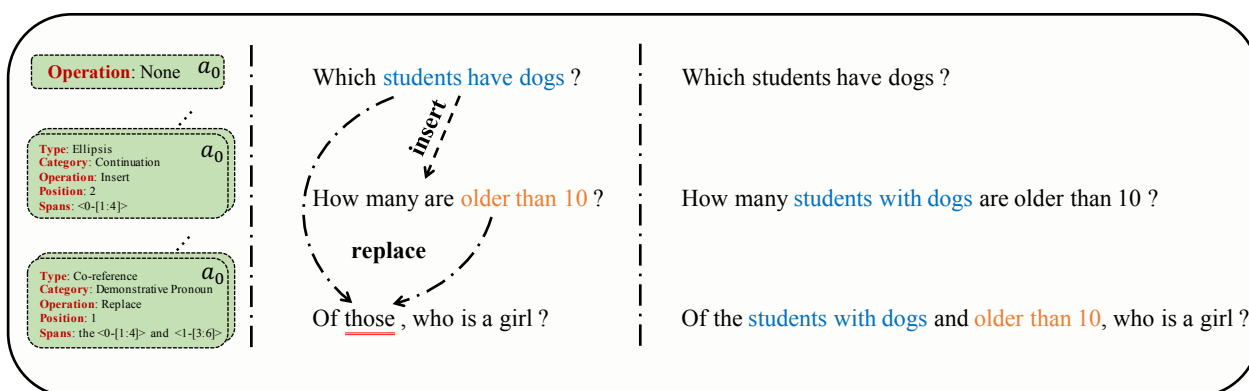 Operation: None a₀
Type: Ellipsis
Category: Continuation
Operation: Insert
Position: 2
Spans: <0-[1:4]>
a₀
Type: Co-reference
Category: Demonstrative Pronoun
Operation: Replace
Position: 1
Spans: the <0-[1:4]> and <1-[3:6]>
a₀
Which students have dogs ?
insert
How many are older than 10 ?
replace
Of those , who is a girl ?
Which students have dogs ?
How many students with dogs are older than 10 ?
Of the students with dogs and older than 10, who is a girl ?